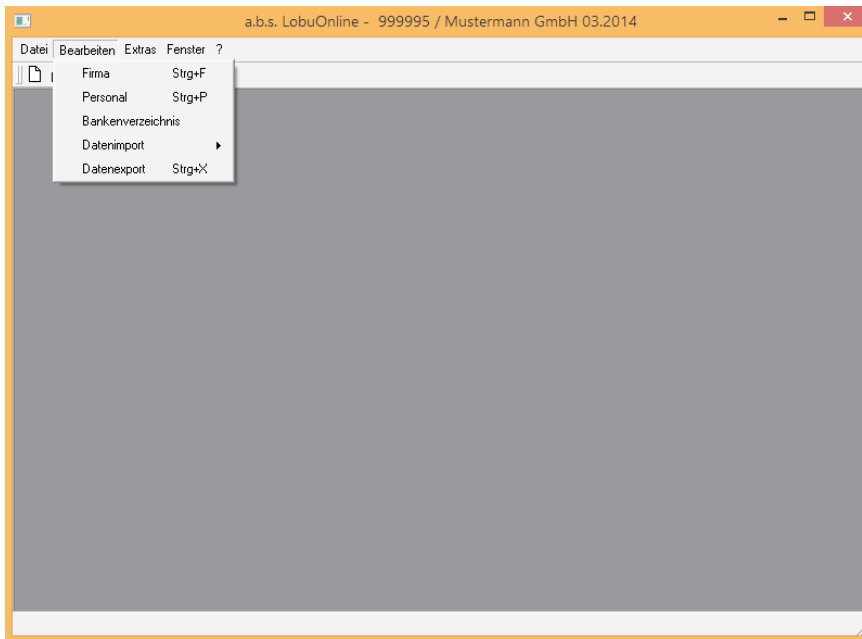 a.b.s. LobuOnline - 999995 / Mustermann GmbH 03.2014
Datei Bearbeiten Extras Fenster ?
Firma Strg+F
Personal Strg+P
Bankenverzeichnis
Datenimport
Datenexport Strg+X